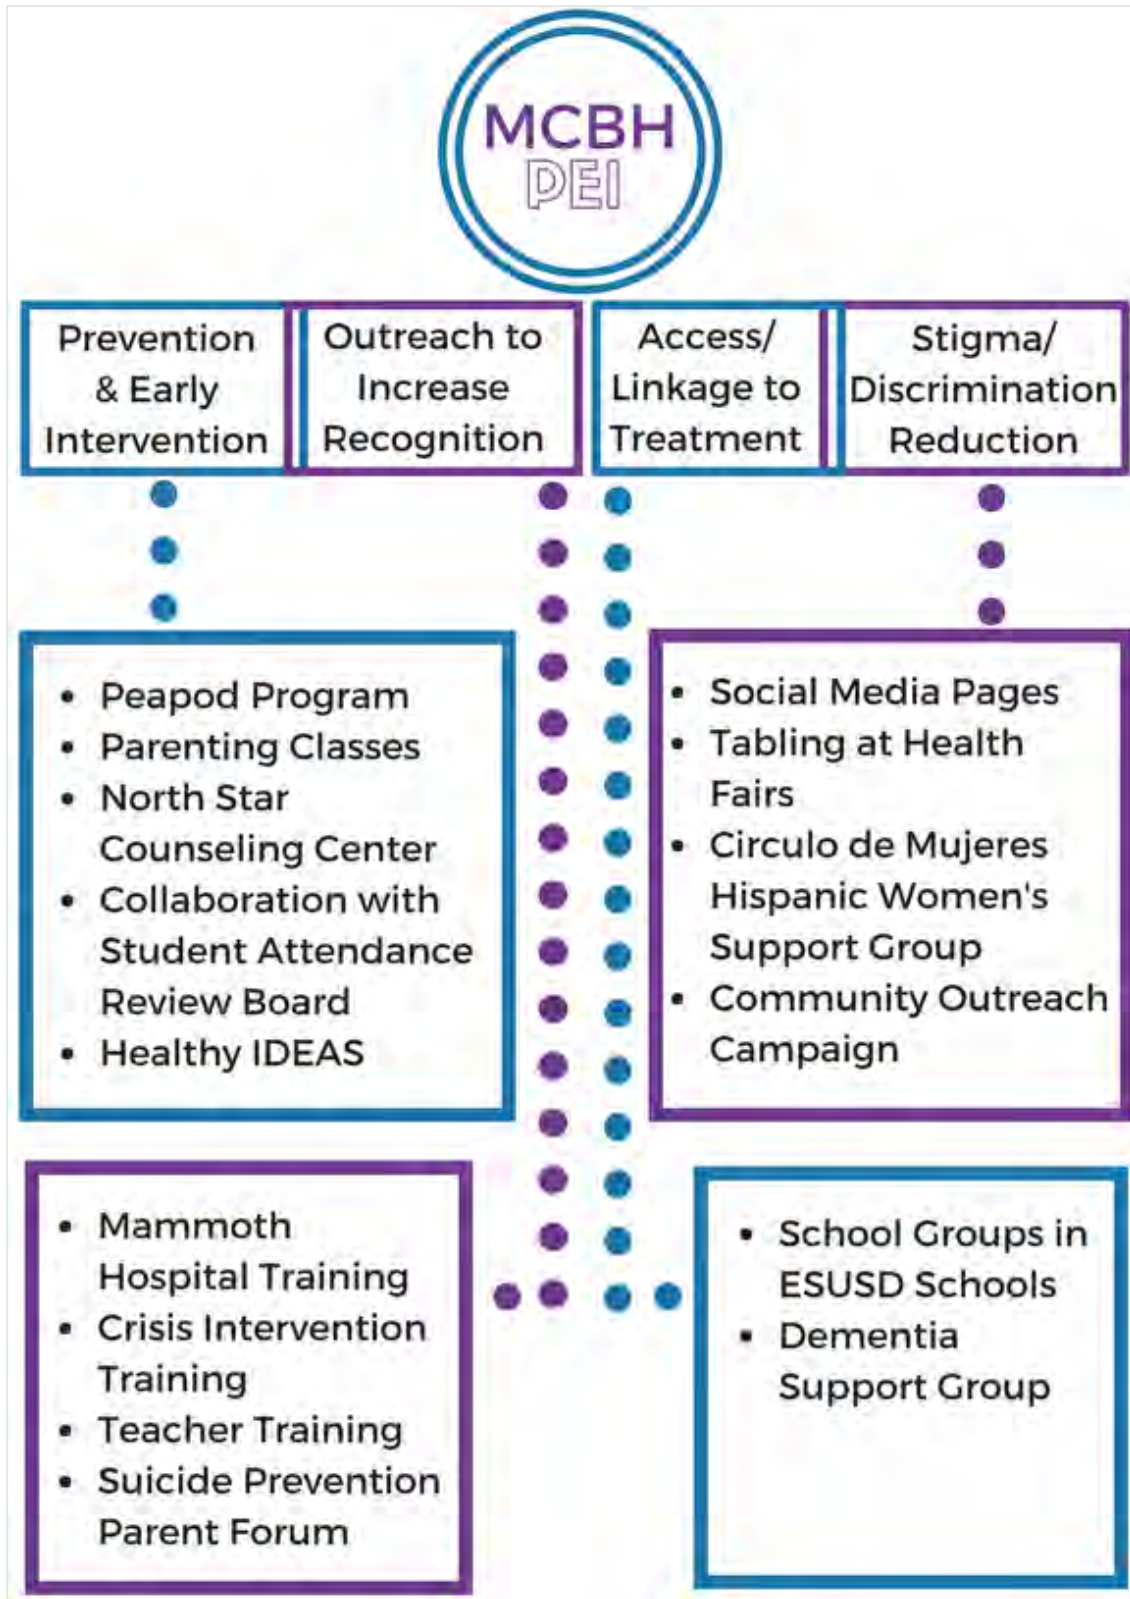 MCBH
PEI
Prevention
& Early
Intervention
Outreach to
Increase
Recognition
Access/
Linkage to
Treatment
Stigma/
Discrimination
Reduction
• Peapod Program
• Parenting Classes
• North Star
Counseling Center
• Collaboration with
Student Attendance
Review Board
• Healthy IDEAS
• Social Media Pages
• Tabling at Health
Fairs
• Circulo de Mujeres
Hispanic Women's
Support Group
• Community Outreach
Campaign
• Mammoth
Hospital Training
• Crisis Intervention
Training
• Teacher Training
• Suicide Prevention
Parent Forum
• School Groups in
ESUSD Schools
• Dementia
Support Group